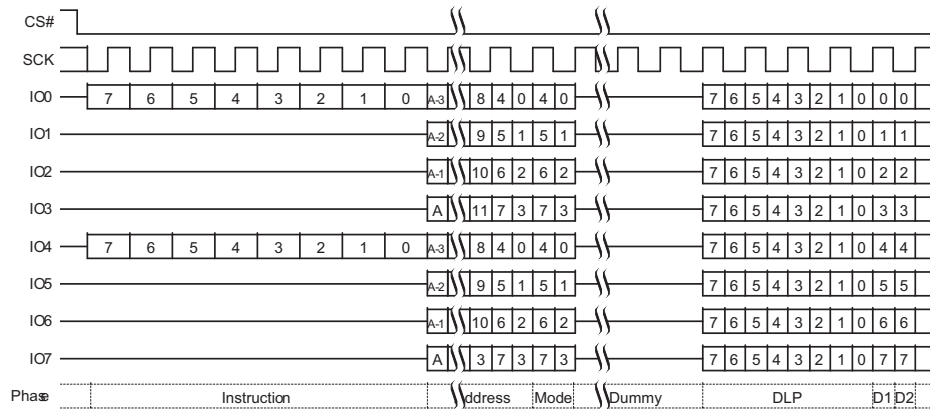 CS#
SCK
IO0 7 6 5 4 3 2 1 0 A-3 8 4 0 4 0 7 6 5 4 3 2 1 0 0 0
IO1 A-2 9 5 1 5 1 7 6 5 4 3 2 1 0 1 1
IO2 A-1 10 6 2 6 2 7 6 5 4 3 2 1 0 2 2
IO3 A 11 7 3 7 3 7 6 5 4 3 2 1 0 3 3
IO4 7 6 5 4 3 2 1 0 A-3 8 4 0 4 0 7 6 5 4 3 2 1 0 4 4
IO5 A-2 9 5 1 5 1 7 6 5 4 3 2 1 0 5 5
IO6 A-1 10 6 2 6 2 7 6 5 4 3 2 1 0 6 6
IO7 A 3 7 3 7 3 7 6 5 4 3 2 1 0 7 7
Phase Instruction ddress Mode Dummy DLP D1 D2